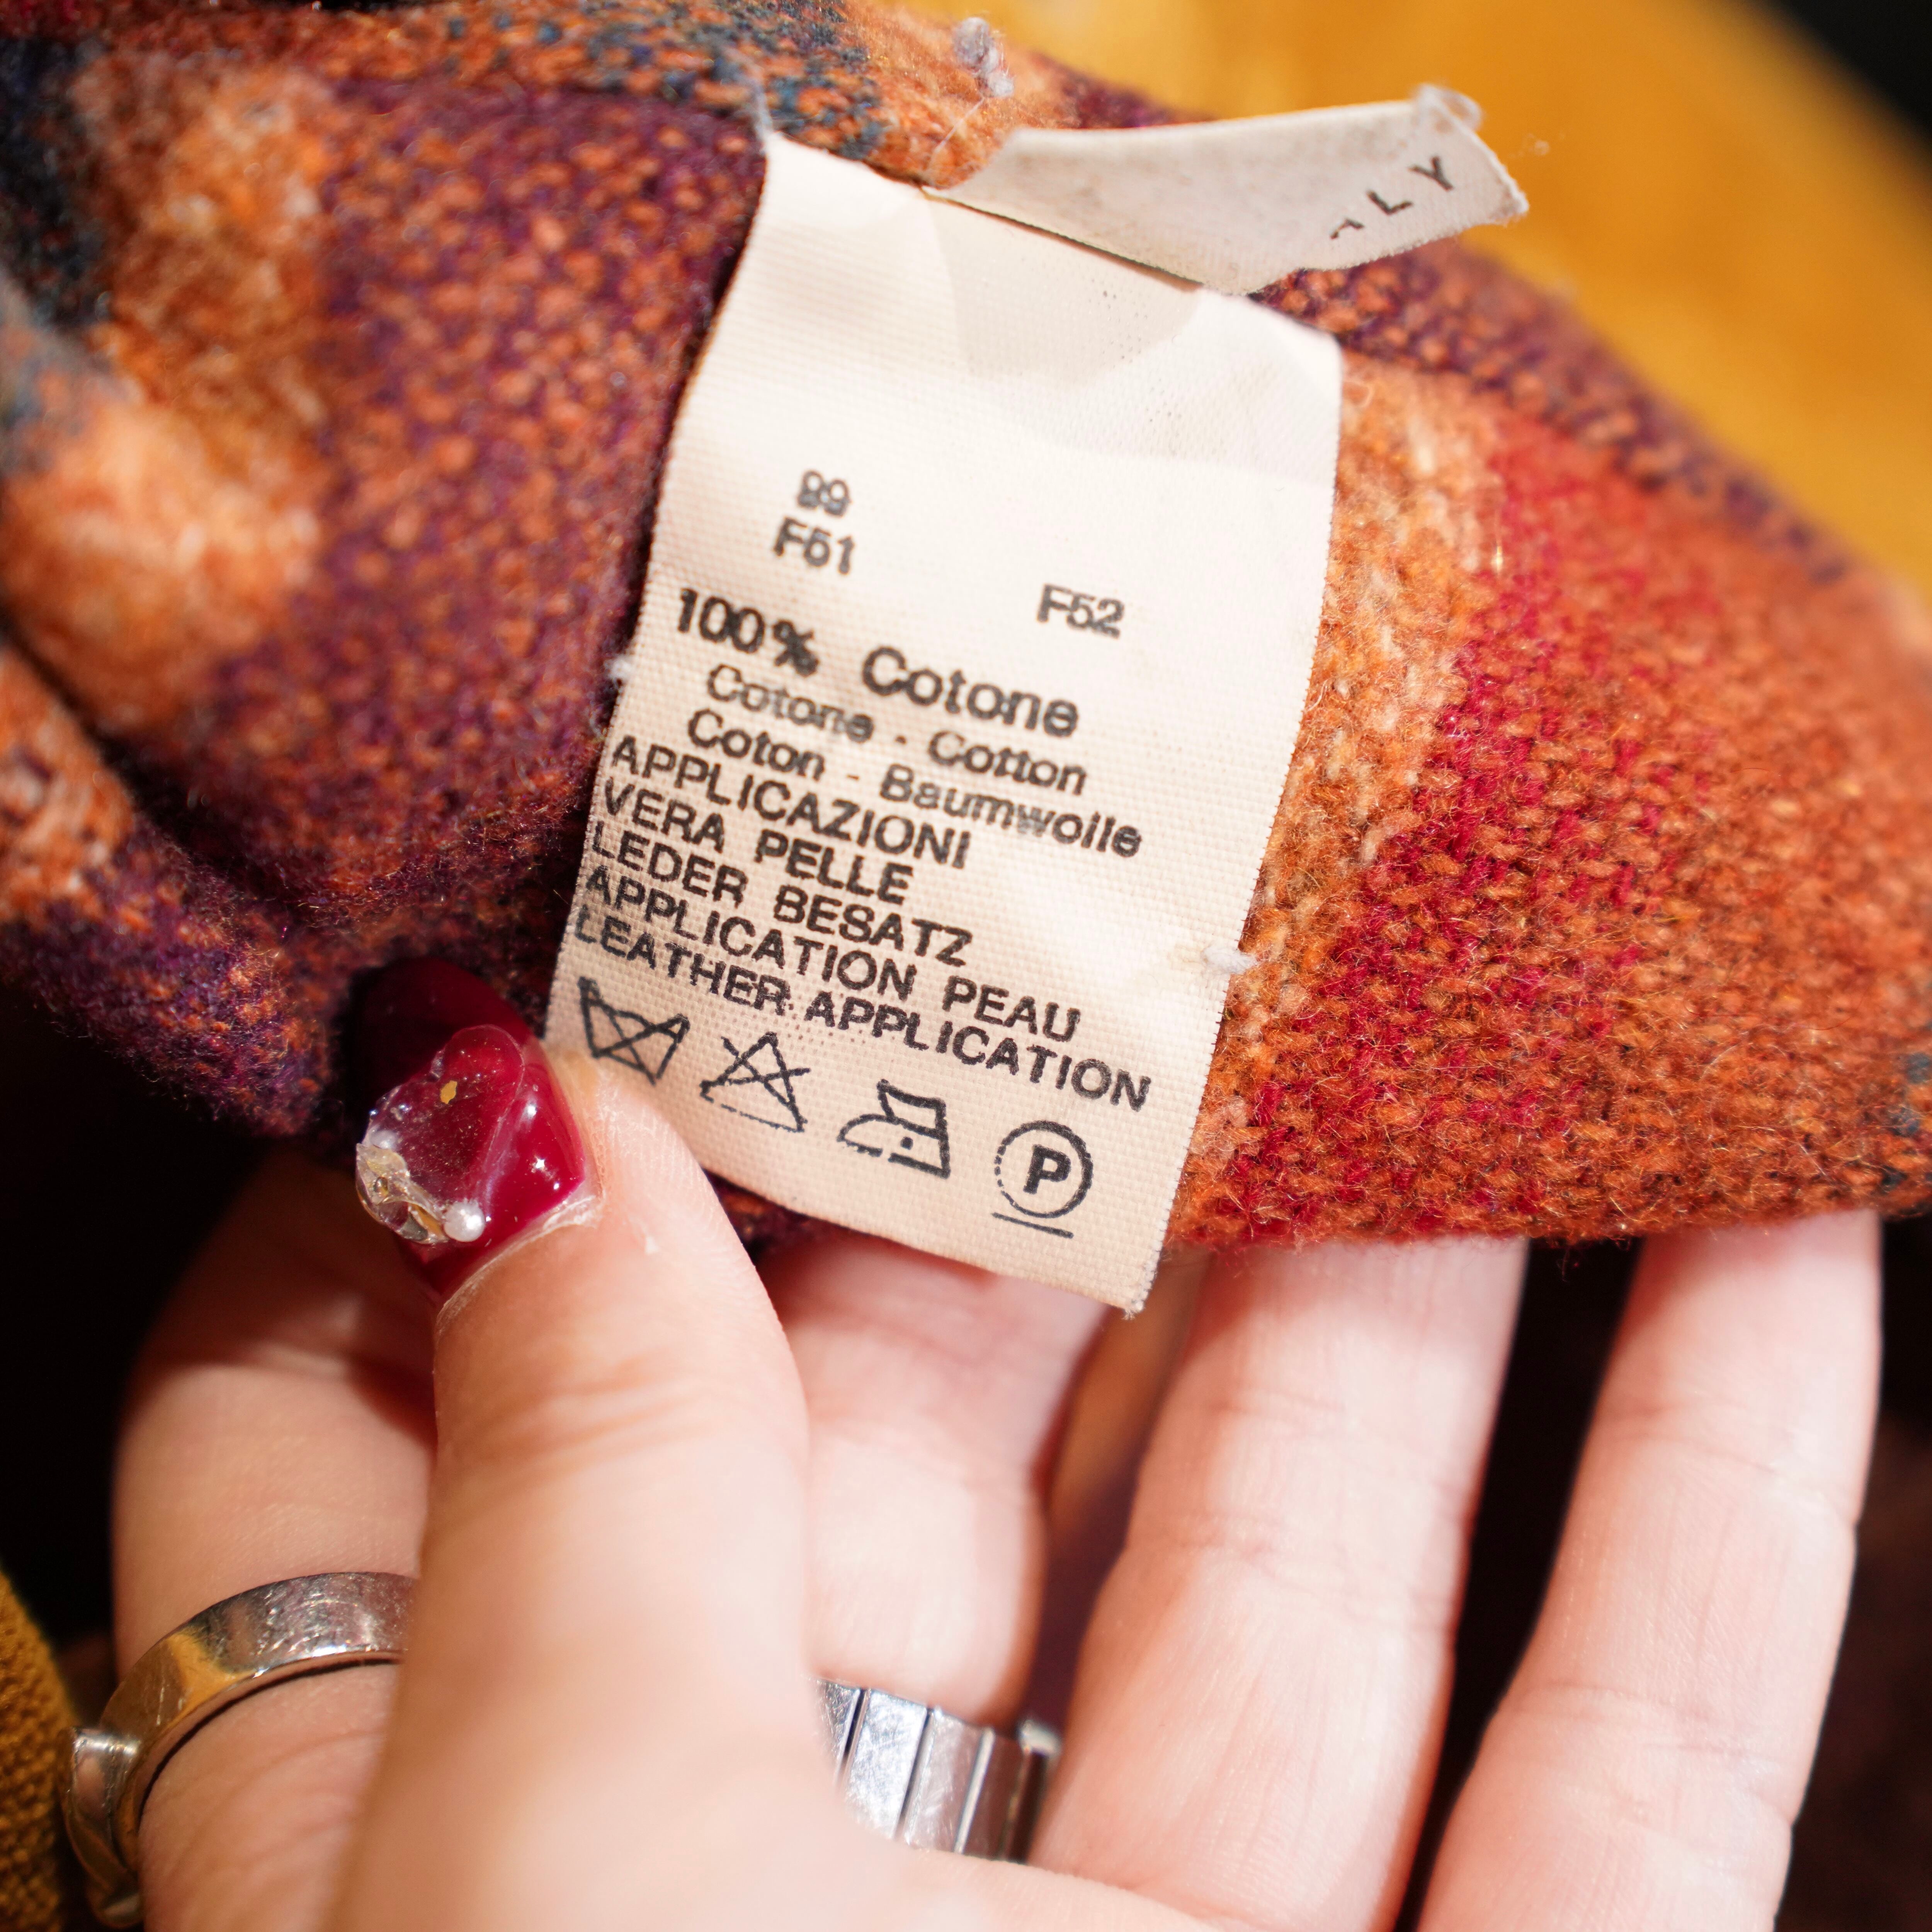 ALY
99
F51 F52
100% Cotone
Cotone - Cotton
Coton - Baumwolle
APPLICAZIONI
VERA PELLE
LEDER BESATZ
APPLICATION PEAU
LEATHER APPLICATION
P